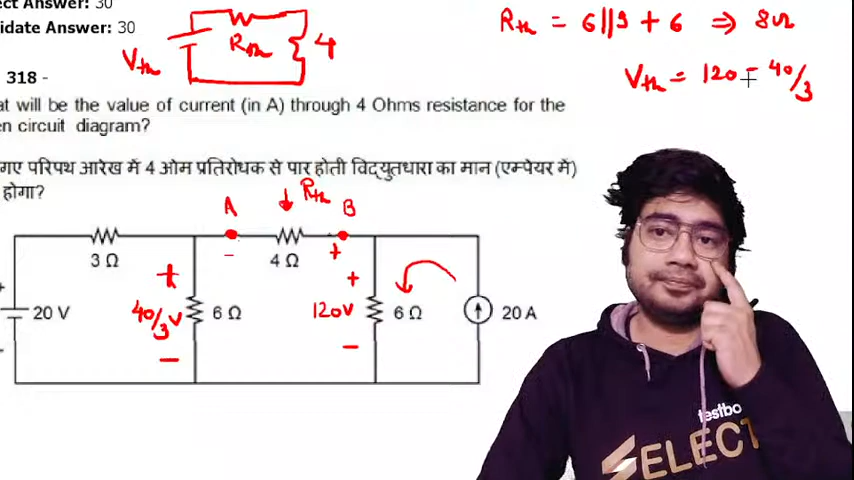 ct Answer: 30
idate Answer: 30
Rth = 6||3 + 6 ⇒ 8Ω
Vth
Rth
4
Vth = 120 - 40/3
318 -
at will be the value of current (in A) through 4 Ohms resistance for the
en circuit diagram?
गए परिपथ आरेख में 4 ओम प्रतिरोधक से पार होती विद्युतधारा का मान (एम्पेयर में)
होगा?
Rth
A
B
+
-
+
3 Ω
4 Ω
+
+
20 V
40/3 V
6 Ω
120V
6 Ω
20 A
-
-
testbo
SELECT